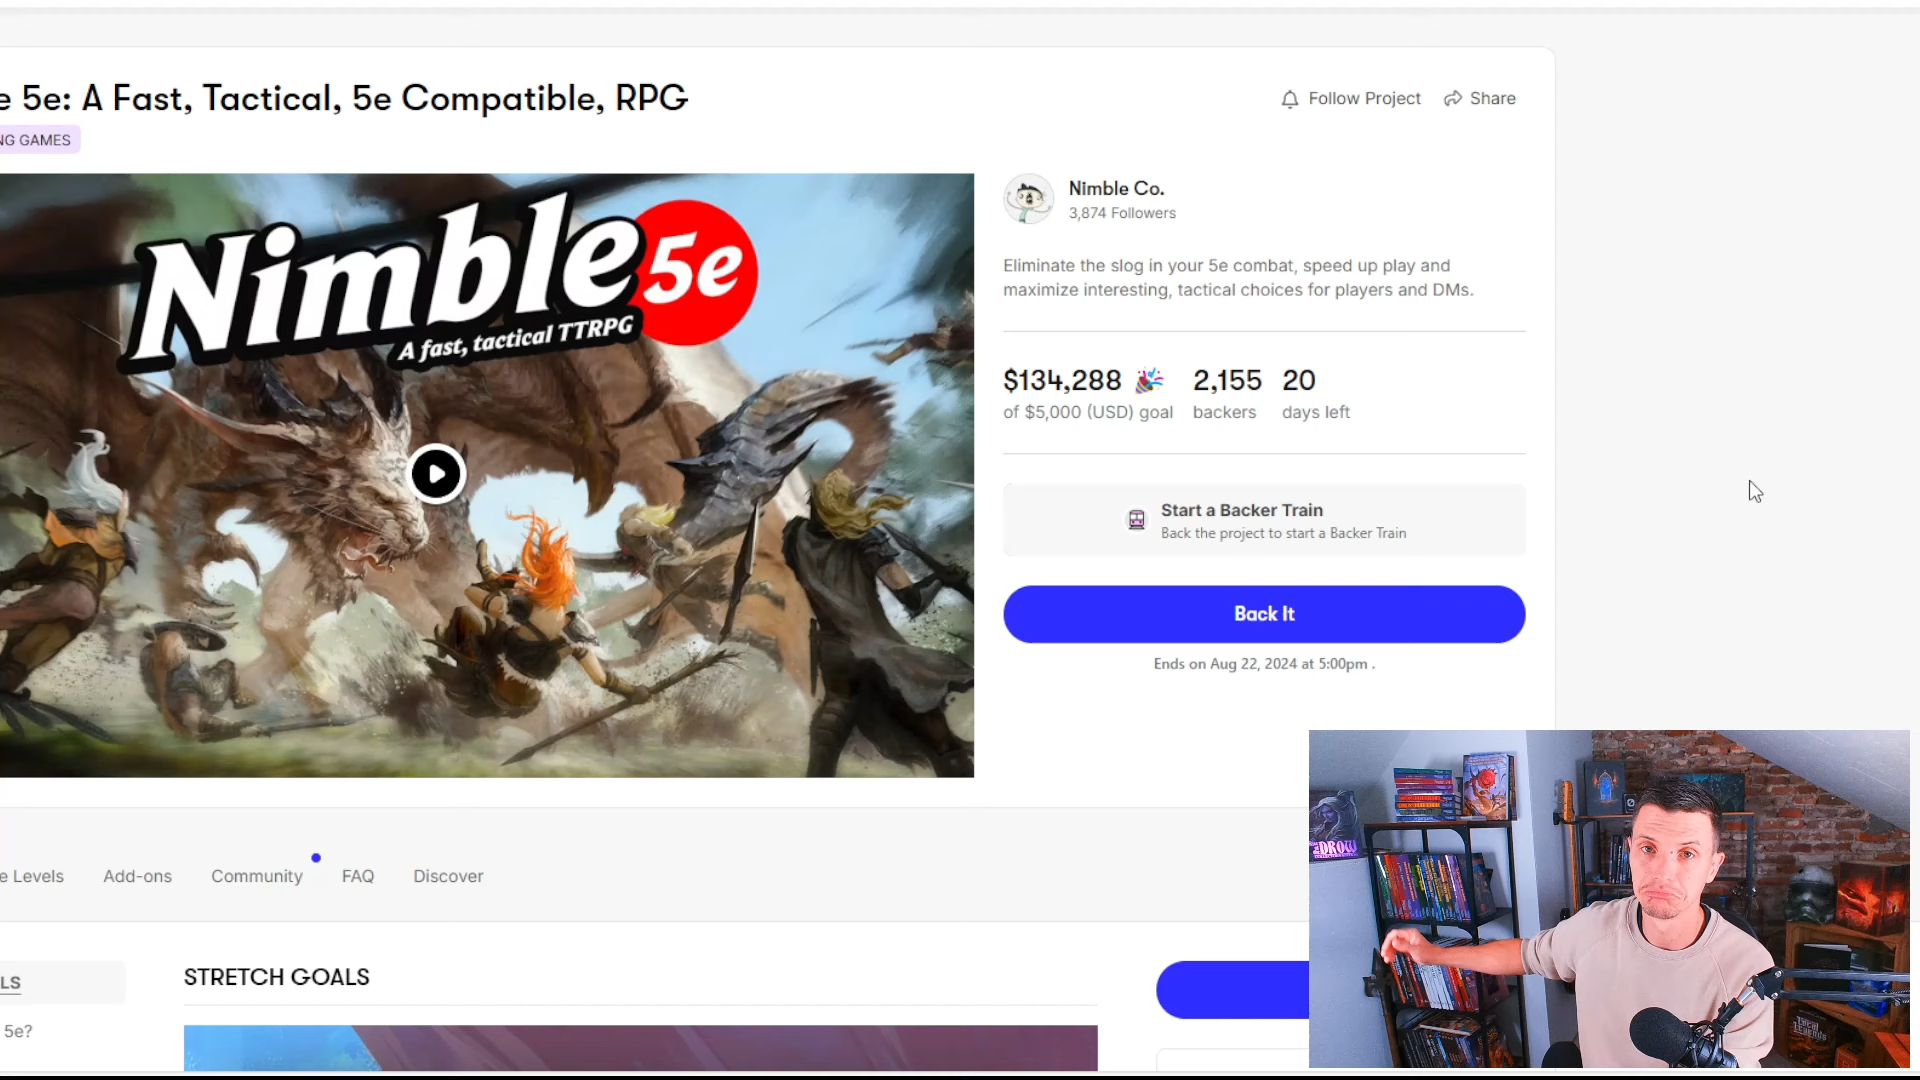 e 5e: A Fast, Tactical, 5e Compatible, RPG
Follow Project
Share
NG GAMES
Nimble 5e
A fast, tactical TTRPG
Nimble Co.
3,874 Followers
Eliminate the slog in your 5e combat, speed up play and
maximize interesting, tactical choices for players and DMs.
$134,288
2,155
20
of $5,000 (USD) goal
backers
days left
Start a Backer Train
Back the project to start a Backer Train
Back It
Ends on Aug 22, 2024 at 5:00pm .
e Levels
Add-ons
Community
FAQ
Discover
LS
5e?
STRETCH GOALS
DROW